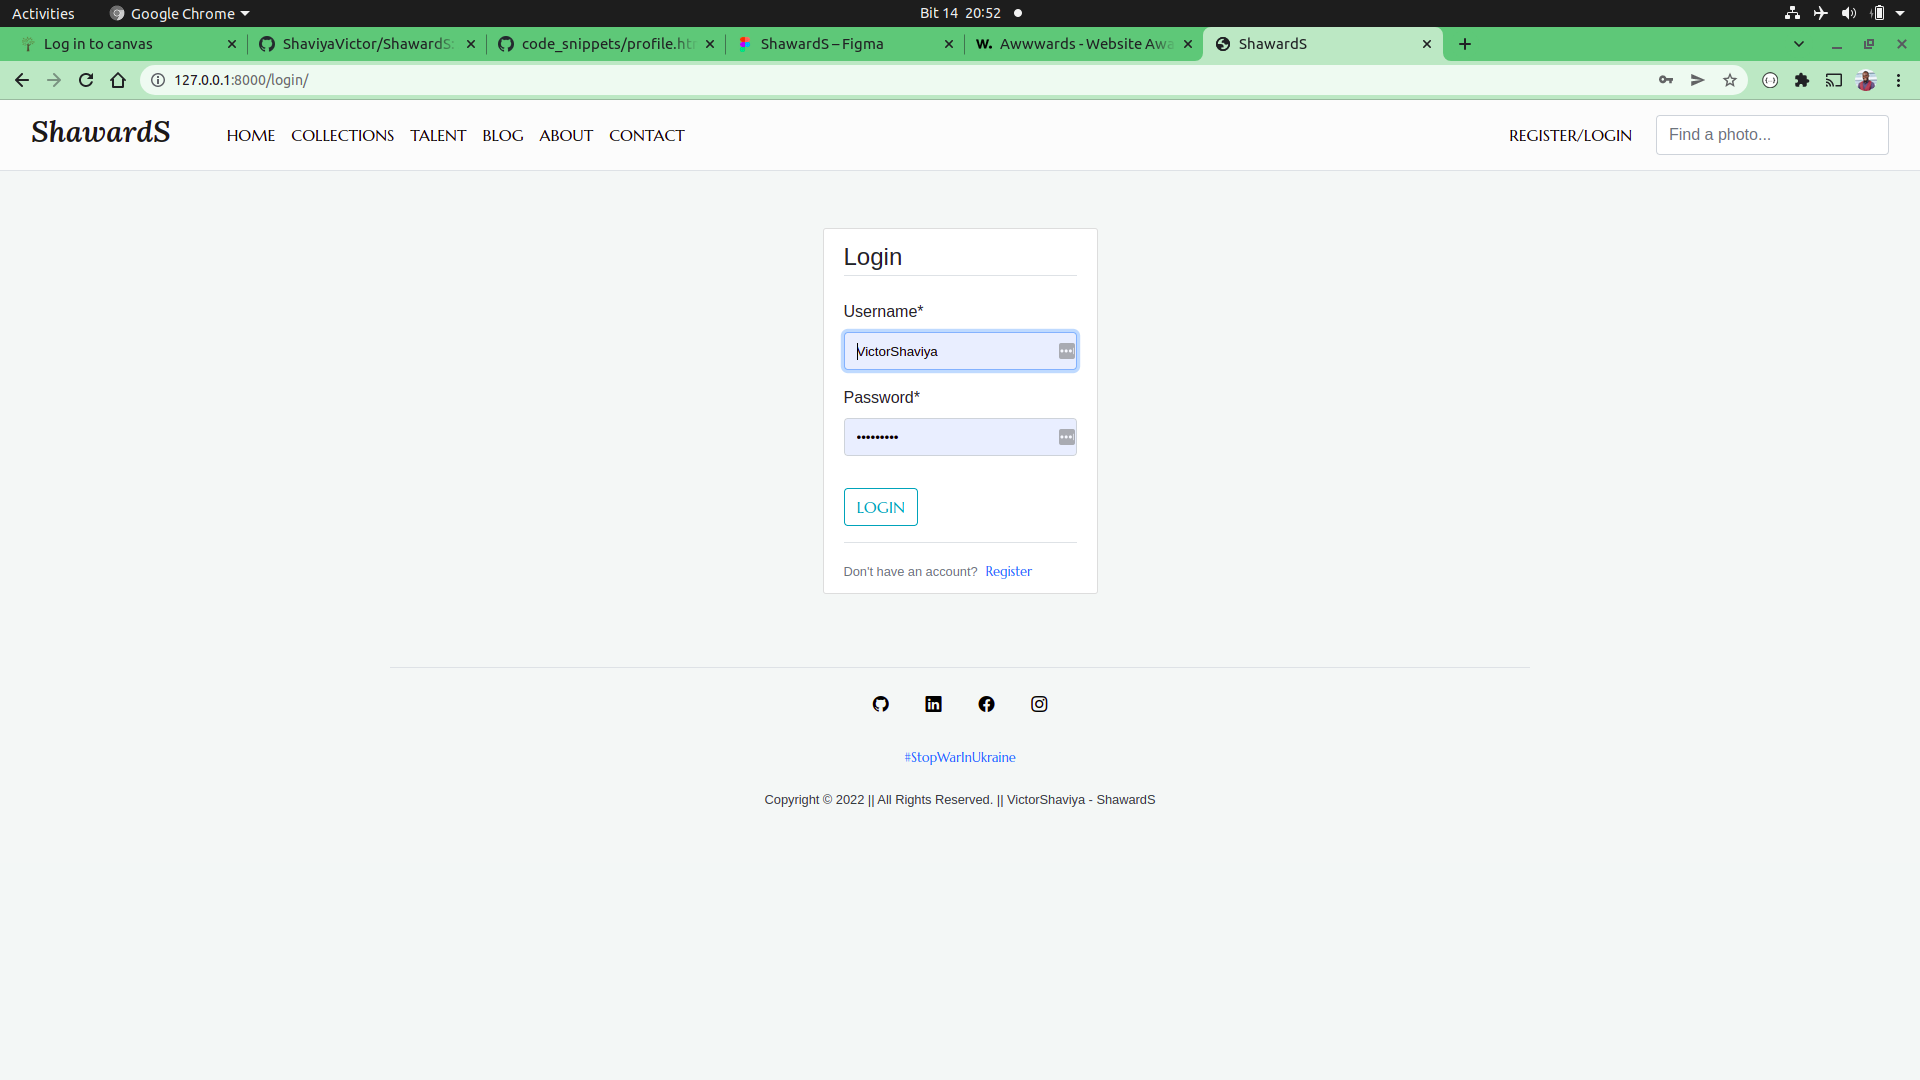 Activities Google Chrome Bit 14 20:52
Log in to canvas ShaviyaVictor/ShawardS: code_snippets/profile.ht ShawardS – Figma Awwwards - Website Awa ShawardS
127.0.0.1:8000/login/
ShawardS HOME COLLECTIONS TALENT BLOG ABOUT CONTACT REGISTER/LOGIN Find a photo...
Login
Username*
VictorShaviya
Password*
•••••••••
LOGIN
Don't have an account? Register
#StopWarInUkraine
Copyright © 2022 || All Rights Reserved. || VictorShaviya - ShawardS